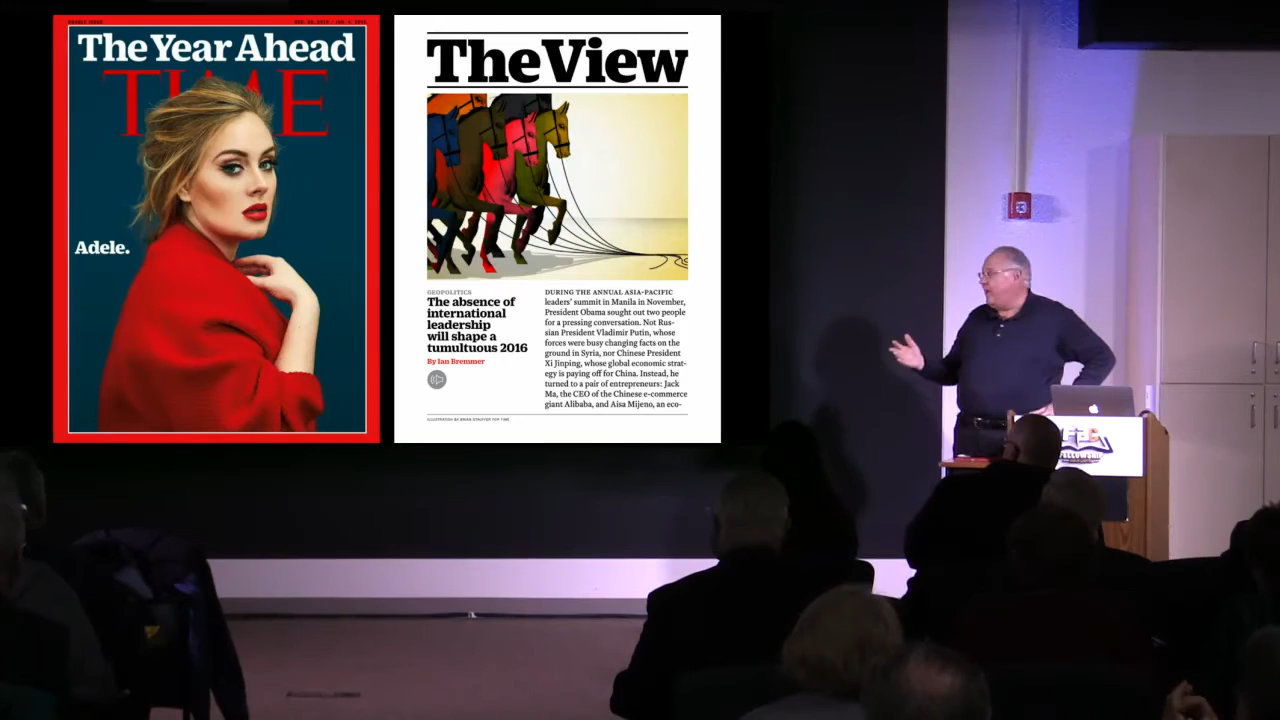 DOUBLE ISSUE
The Year Ahead
TIME
Adele.
The View
GEOPOLITICS
The absence of
international
leadership
will shape a
tumultuous 2016
By Ian Bremmer
DURING THE ANNUAL ASIA-PACIFIC
leaders' summit in Manila in November,
President Obama sought out two people
for a pressing conversation. Not Rus-
sian President Vladimir Putin, whose
forces were busy changing facts on the
ground in Syria, nor Chinese President
Xi Jinping, whose global economic strat-
egy is paying off for China. Instead, he
turned to a pair of entrepreneurs: Jack
Ma, the CEO of the Chinese e-commerce
giant Alibaba, and Aisa Mijeno, an eco-
FELLOWSHIP